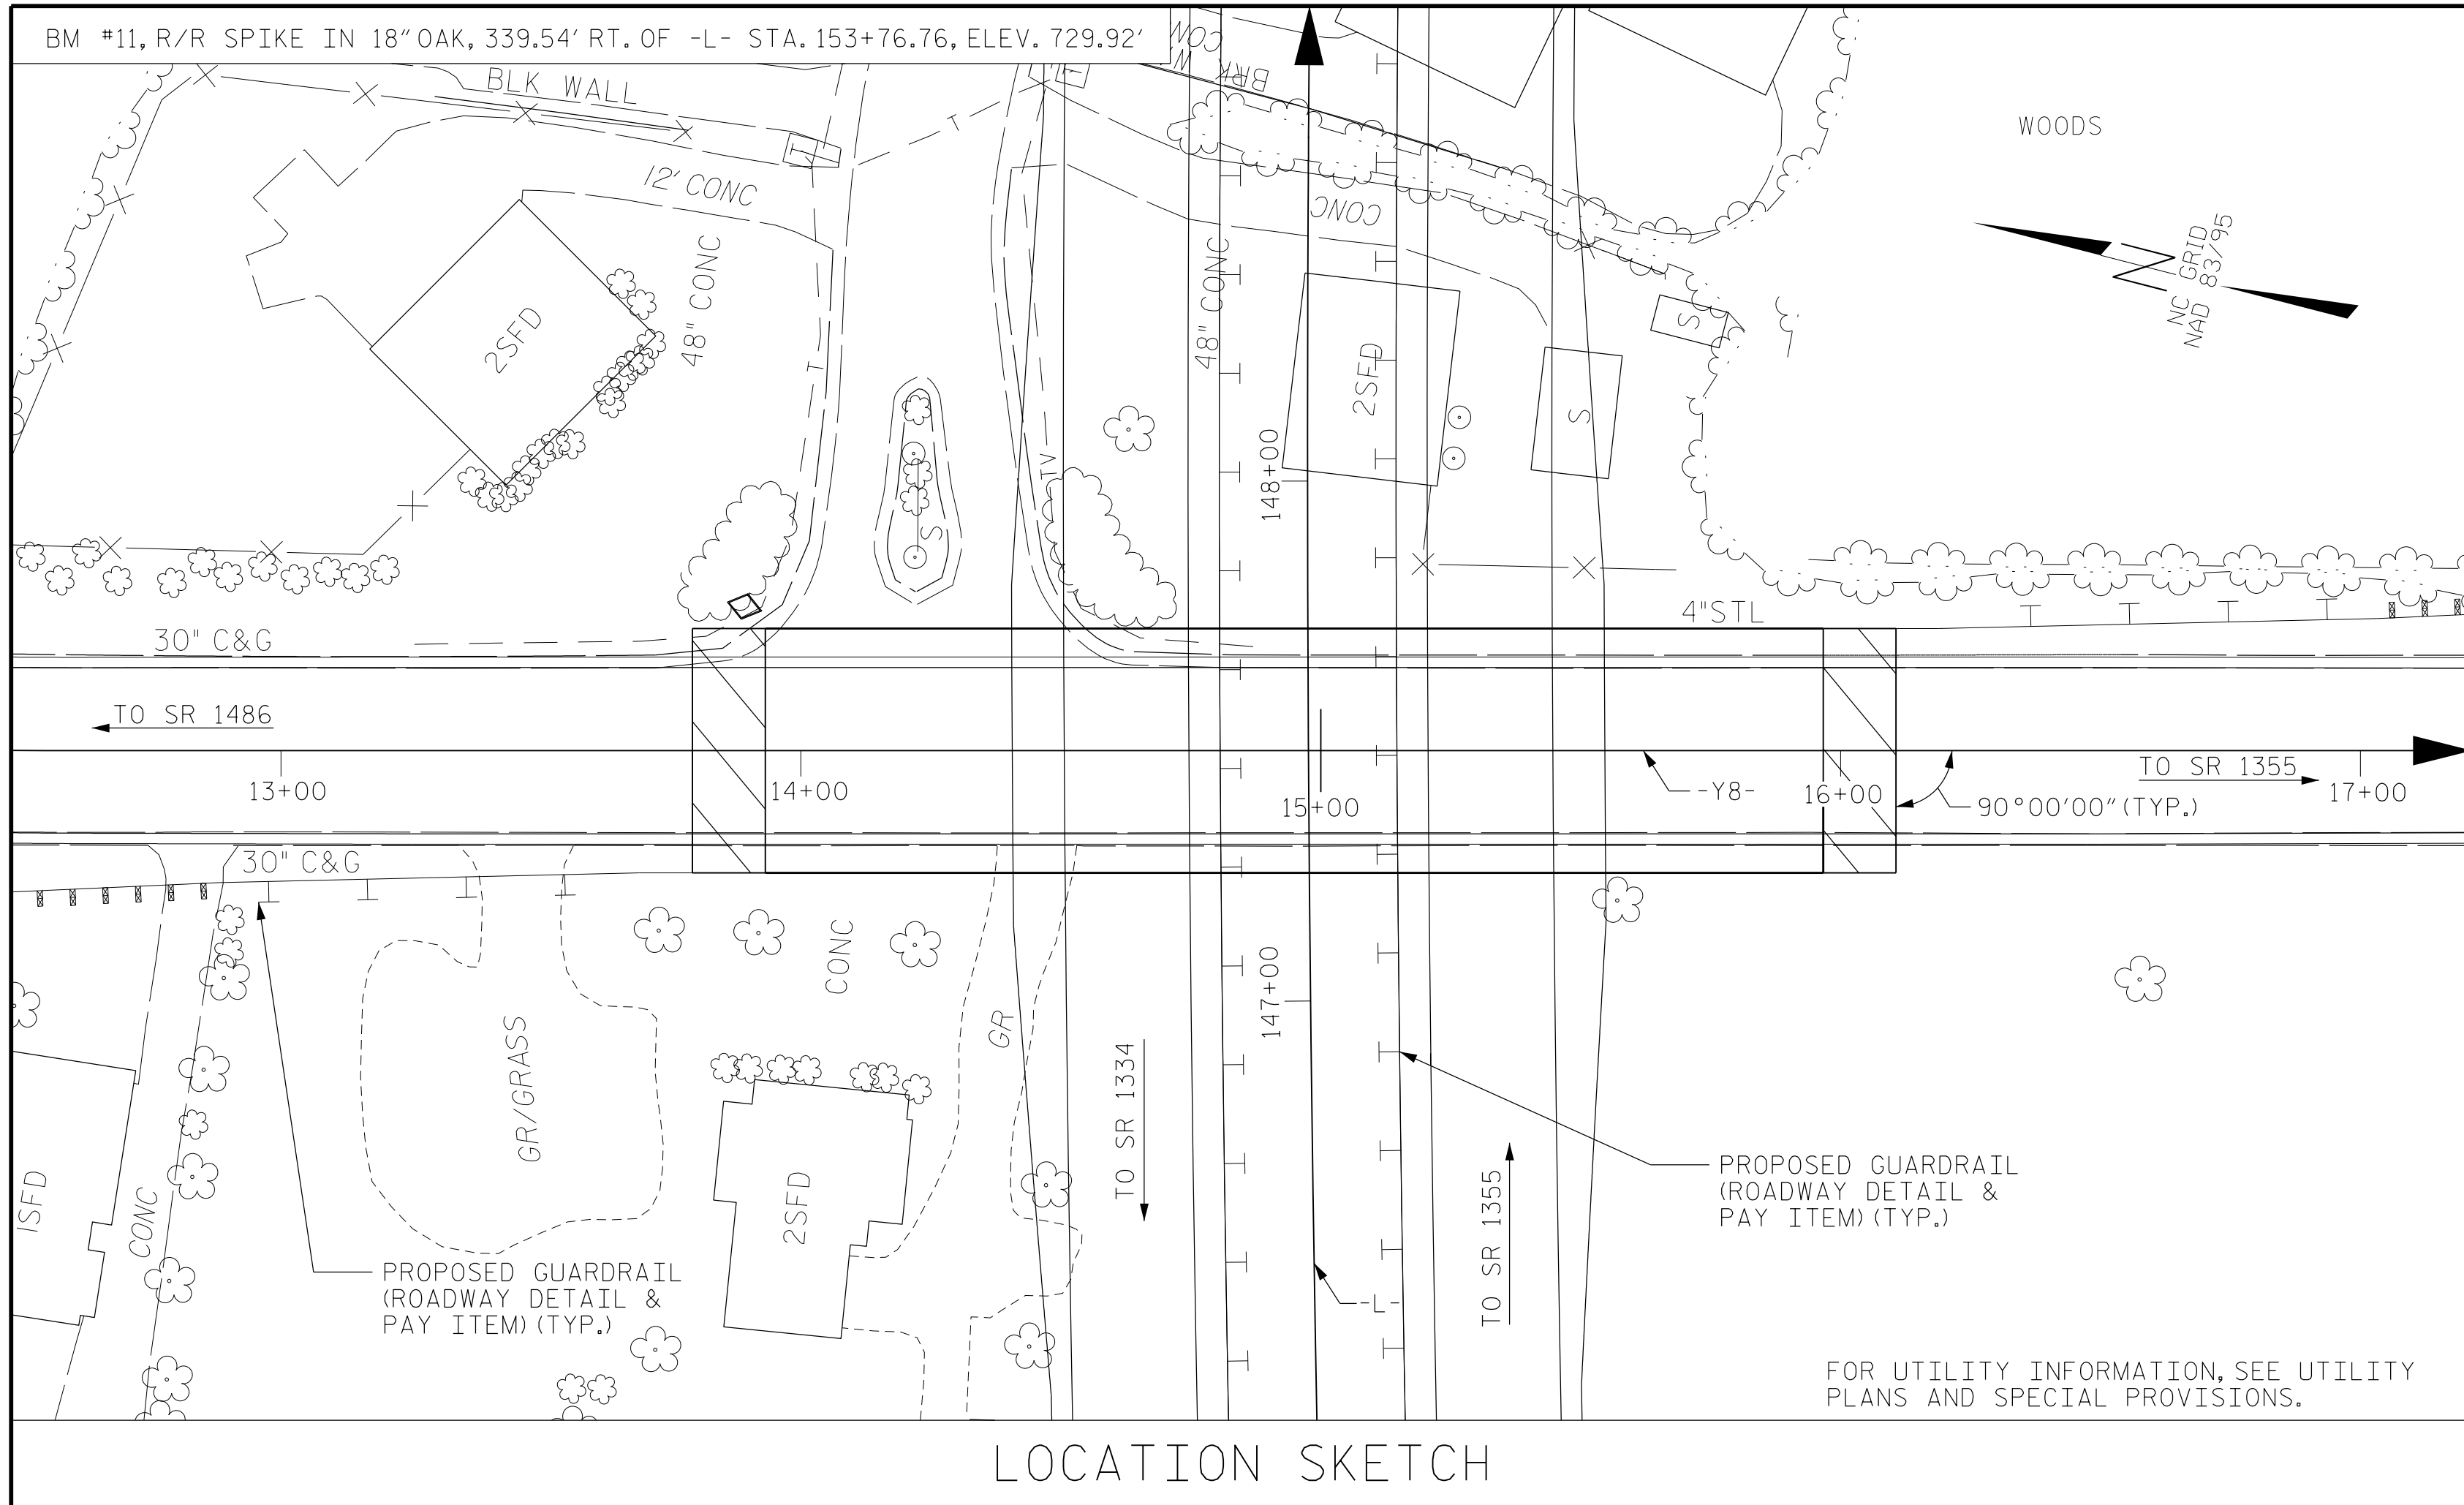 BM #11, R/R SPIKE IN 18" OAK, 339.54' RT. OF -L- STA. 153+76.76, ELEV. 729.92'
BLK WALL
BRK W
CONC
WOODS
T
T
T
12' CONC
CONC
NC GRID
NAD 83/95
48" CONC
48" CONC
2SFD
2SFD
S
S
T
TV
S
148+00
4"STL
30" C&G
TO SR 1486
TO SR 1355
13+00
14+00
15+00
-Y8-
16+00
90°00'00" (TYP.)
17+00
30" C&G
CONC
147+00
GR
GR/GRASS
TO SR 1334
PROPOSED GUARDRAIL
(ROADWAY DETAIL &
PAY ITEM) (TYP.)
1SFD
CONC
2SFD
TO SR 1355
PROPOSED GUARDRAIL
(ROADWAY DETAIL &
PAY ITEM) (TYP.)
-L-
FOR UTILITY INFORMATION, SEE UTILITY
PLANS AND SPECIAL PROVISIONS.
LOCATION SKETCH